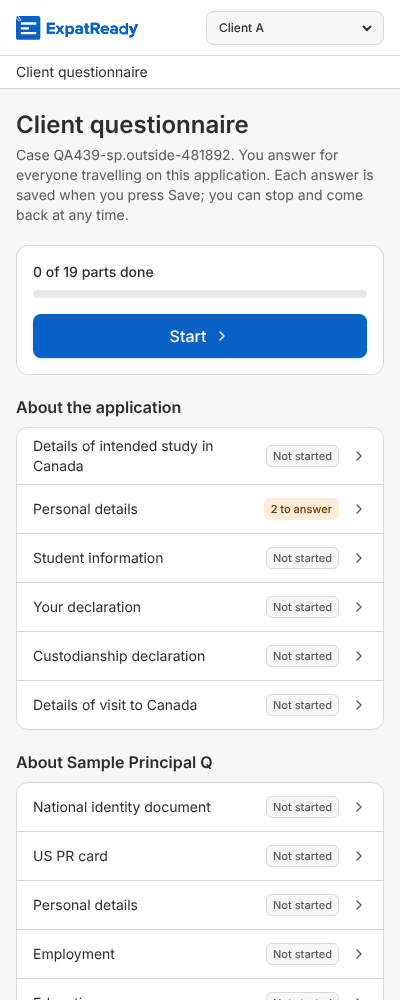 ExpatReady
Client A
Client questionnaire
Client questionnaire
Case QA439-sp.outside-481892. You answer for
everyone travelling on this application. Each answer is
saved when you press Save; you can stop and come
back at any time.
0 of 19 parts done
Start
About the application
Details of intended study in
Canada
Not started
Personal details
2 to answer
Student information
Not started
Your declaration
Not started
Custodianship declaration
Not started
Details of visit to Canada
Not started
About Sample Principal Q
National identity document
Not started
US PR card
Not started
Personal details
Not started
Employment
Not started